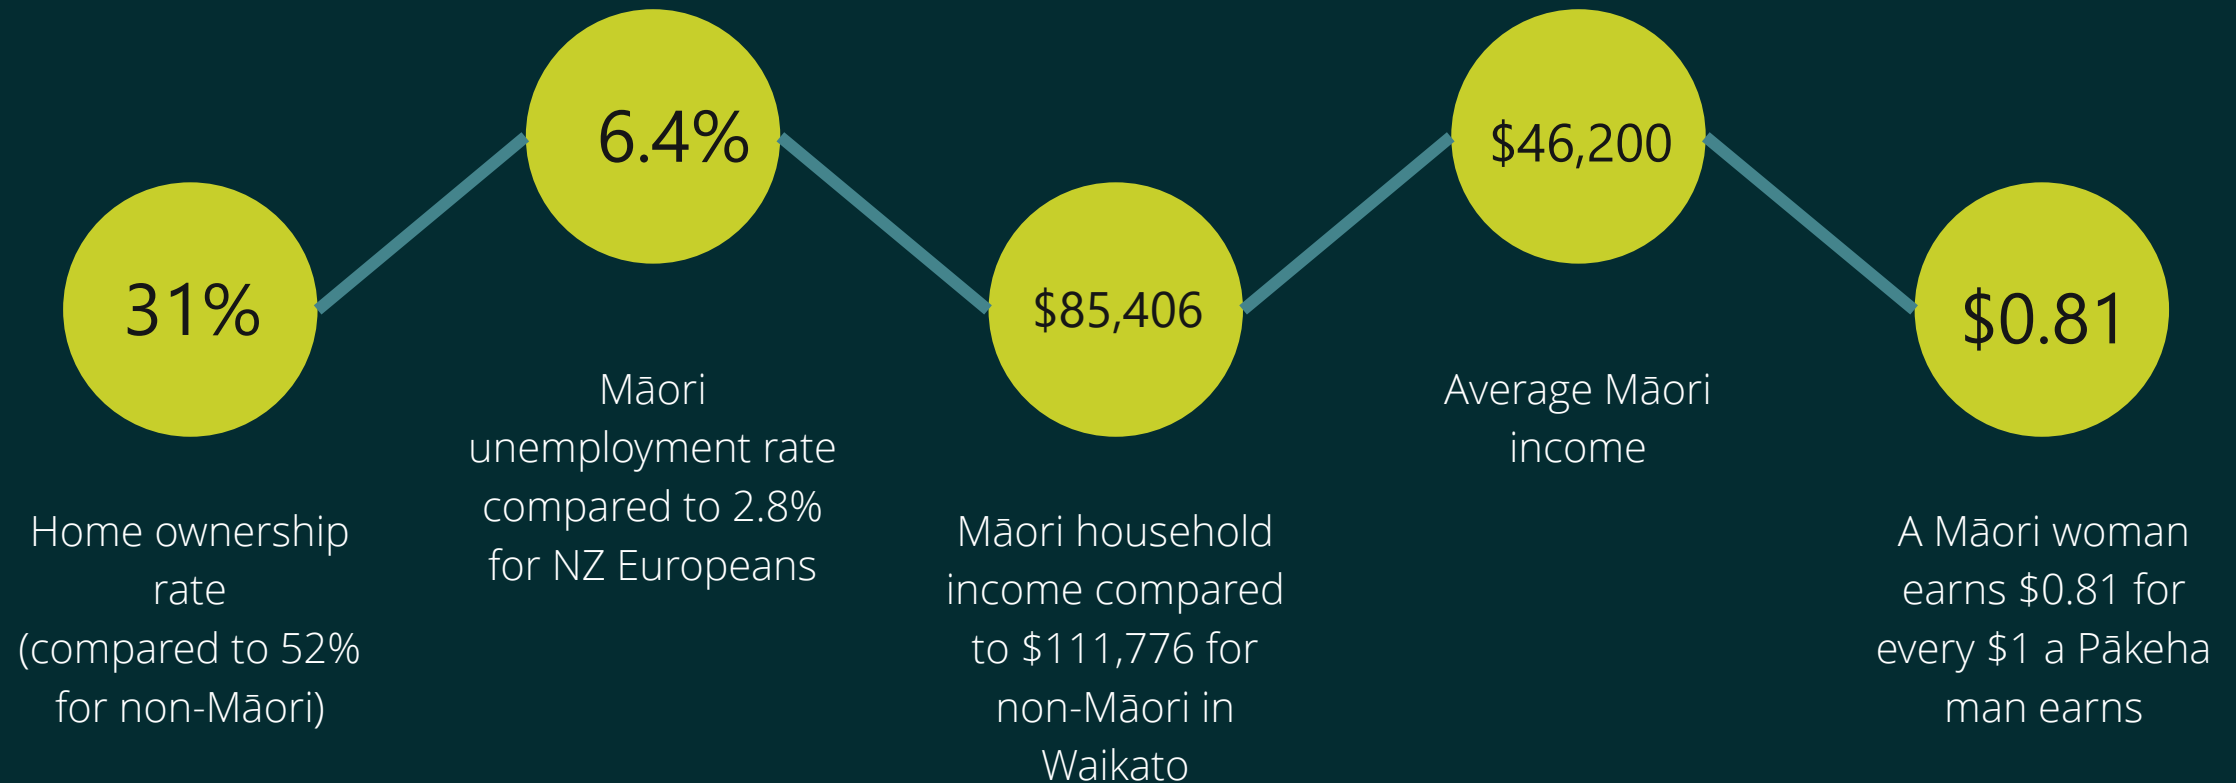 31%
Home ownership
rate
(compared to 52%
for non-Māori)
6.4%
Māori
unemployment rate
compared to 2.8%
for NZ Europeans
$85,406
Māori household
income compared
to $111,776 for
non-Māori in
Waikato
$46,200
Average Māori
income
$0.81
A Māori woman
earns $0.81 for
every $1 a Pākeha
man earns